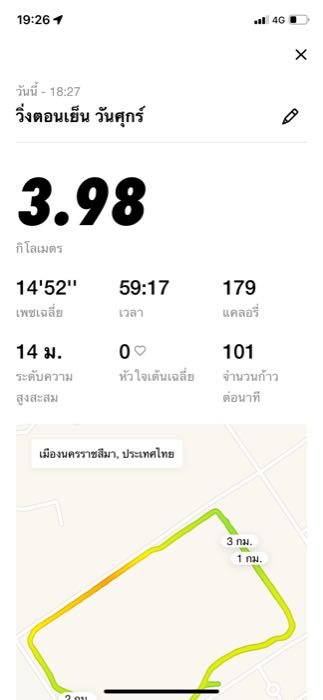 19:26
4G
วันนี้ - 18:27
วิ่งตอนเย็น วันศุกร์
3.98
กิโลเมตร
14'52''
59:17
179
เพซเฉลี่ย
เวลา
แคลอรี่
14 ม.
0
101
ระดับความ
สูงสะสม
หัวใจเต้นเฉลี่ย
จำนวนก้าว
ต่อนาที
เมืองนครราชสีมา, ประเทศไทย
3 กม.
1 กม.
2 กม.